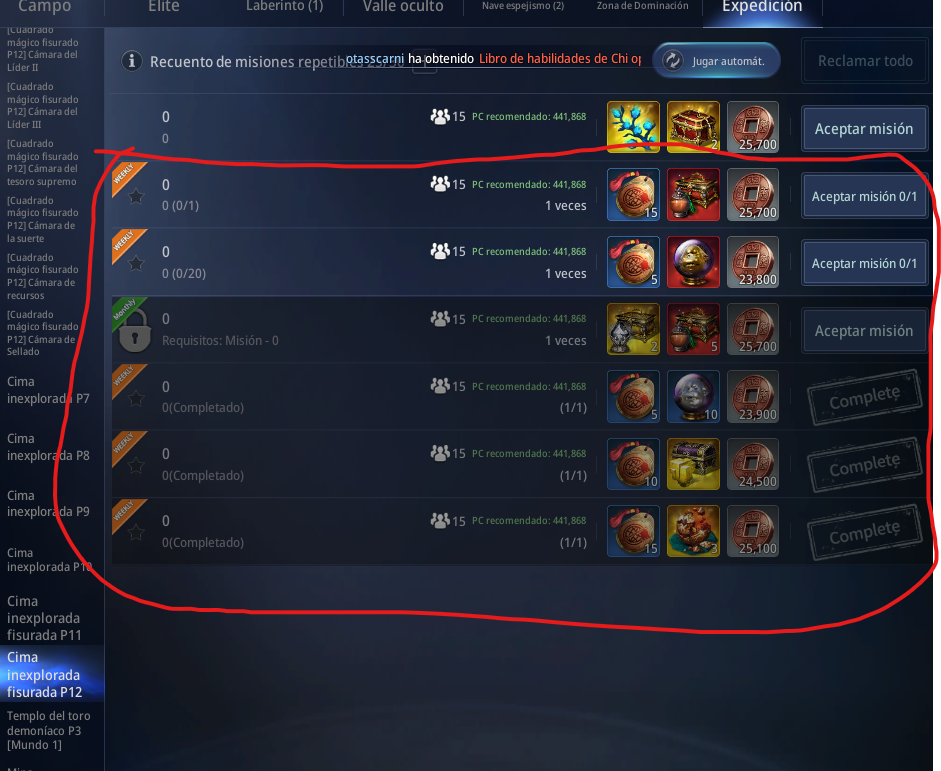 Campo
Elite
Laberinto (1)
Valle oculto
Nave espejismo (2)
Zona de Dominación
Expedición
[Cuadrado
mágico fisurado
P12] Cámara del
Líder II
[Cuadrado
mágico fisurado
P12] Cámara del
Líder III
[Cuadrado
mágico fisurado
P12] Cámara del
tesoro supremo
[Cuadrado
mágico fisurado
P12] Cámara de
la suerte
[Cuadrado
mágico fisurado
P12] Cámara de
recursos
[Cuadrado
mágico fisurado
P12] Cámara de
Sellado
Cima
inexplorada P7
Cima
inexplorada P8
Cima
inexplorada P9
Cima
inexplorada P10
Cima
inexplorada
fisurada P11
Cima
inexplorada
fisurada P12
Templo del toro
demoníaco P3
[Mundo 1]
Recuento de misiones repetibles
otasscarni ha obtenido Libro de habilidades de Chi
Jugar automát.
Reclamar todo
0
0
15 PC recomendado: 441,868
2
25,700
Aceptar misión
WEEKLY
0
0 (0/1)
15 PC recomendado: 441,868
1 veces
15
25,700
Aceptar misión 0/1
WEEKLY
0
0 (0/20)
15 PC recomendado: 441,868
1 veces
5
23,800
Aceptar misión 0/1
Monthly
0
Requisitos: Misión - 0
15 PC recomendado: 441,868
1 veces
2
5
25,700
Aceptar misión
WEEKLY
0
0(Completado)
15 PC recomendado: 441,868
(1/1)
5
10
23,900
Complete
WEEKLY
0
0(Completado)
15 PC recomendado: 441,868
(1/1)
10
24,500
Complete
WEEKLY
0
0(Completado)
15 PC recomendado: 441,868
(1/1)
15
3
25,100
Complete